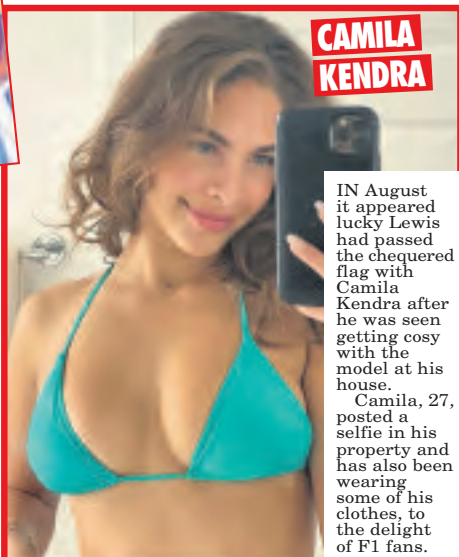 CAMILA
KENDRA
IN August
it appeared
lucky Lewis
had passed
the chequered
flag with
Camila
Kendra after
he was seen
getting cosy
with the
model at his
house.
Camila, 27,
posted a
selfie in his
property and
has also been
wearing
some of his
clothes, to
the delight
of F1 fans.